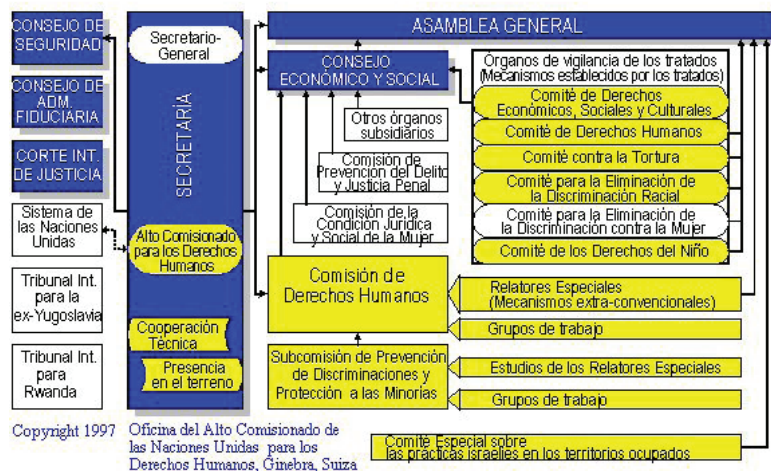 CONSEJO DE
SEGURIDAD
CONSEJO DE
ADM.
FIDUCIARIA
CORTE INT.
DE JUSTICIA
Sistema de
las Naciones
Unidas
Tribunal Int.
para la
ex-Yugoslavia
Tribunal Int.
para
Rwanda
Secretario-
General
SECRETARÍA
Alto Comisionado
para los Derechos
Humanos
Cooperación
Técnica
Presencia
en el terreno
ASAMBLEA GENERAL
CONSEJO
ECONÓMICO Y SOCIAL
Otros órganos
subsidiários
Comisión de
Prevención del Delito
y Justicia Penal
Comisión de la
Condición Jurídica
y Social de la Mujer
Comisión de
Derechos Humanos
Subcomisión de Prevención
de Discriminaciones y
Protección a las Minorías
Órganos de vigilancia de los tratados
(Mecanismos establecidos por los tratados)
Comité de Derechos
Económicos, Sociales y Culturales
Comité de Derechos Humanos
Comité contra la Tortura
Comité para la Eliminación de
la Discriminación Racial
Comité para la Eliminación de
la Discriminación contra la Mujer
Comité de los Derechos del Niño
Relatores Especiales
(Mecanismos extra-convencionales)
Grupos de trabajo
Estudios de los Relatores Especiales
Grupos de trabajo
Comité Especial sobre
las prácticas israelíes en los territorios ocupados
Copyright 1997
Oficina del Alto Comisionado de
las Naciones Unidas para los
Derechos Humanos, Ginebra, Suiza